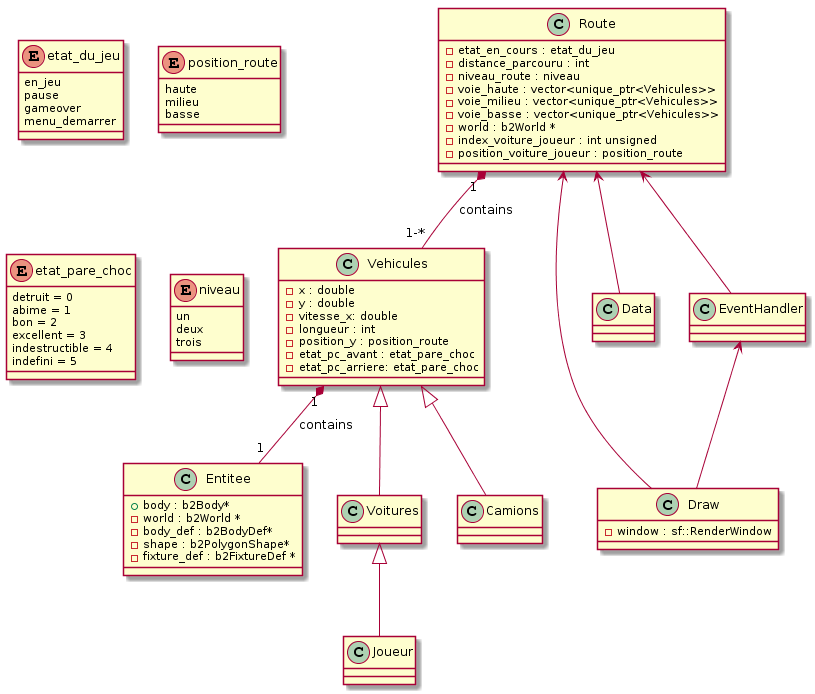 E etat_du_jeu
en_jeu
pause
gameover
menu_demarrer
E position_route
haute
milieu
basse
C Route
etat_en_cours : etat_du_jeu
distance_parcouru : int
niveau_route : niveau
voie_haute : vector<unique_ptr<Vehicules>>
voie_milieu : vector<unique_ptr<Vehicules>>
voie_basse : vector<unique_ptr<Vehicules>>
world : b2World *
index_voiture_joueur : int unsigned
position_voiture_joueur : position_route
1
contains
1-*
E etat_pare_choc
detruit = 0
abime = 1
bon = 2
excellent = 3
indestructible = 4
indefini = 5
E niveau
un
deux
trois
C Vehicules
x : double
y : double
vitesse_x: double
longueur : int
position_y : position_route
etat_pc_avant : etat_pare_choc
etat_pc_arriere: etat_pare_choc
C Data
C EventHandler
1
contains
1
C Entitee
body : b2Body*
world : b2World *
body_def : b2BodyDef*
shape : b2PolygonShape*
fixture_def : b2FixtureDef *
C Voitures
C Camions
C Draw
window : sf::RenderWindow
C Joueur